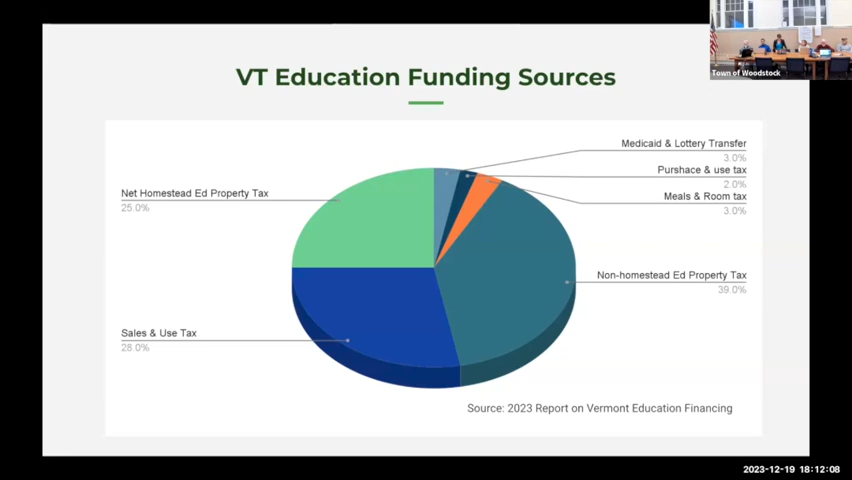 Town of Woodstock
VT Education Funding Sources
Medicaid & Lottery Transfer
3.0%
Purshace & use tax
2.0%
Meals & Room tax
3.0%
Net Homestead Ed Property Tax
25.0%
Non-homestead Ed Property Tax
39.0%
Sales & Use Tax
28.0%
Source: 2023 Report on Vermont Education Financing
2023-12-19 18:12:08